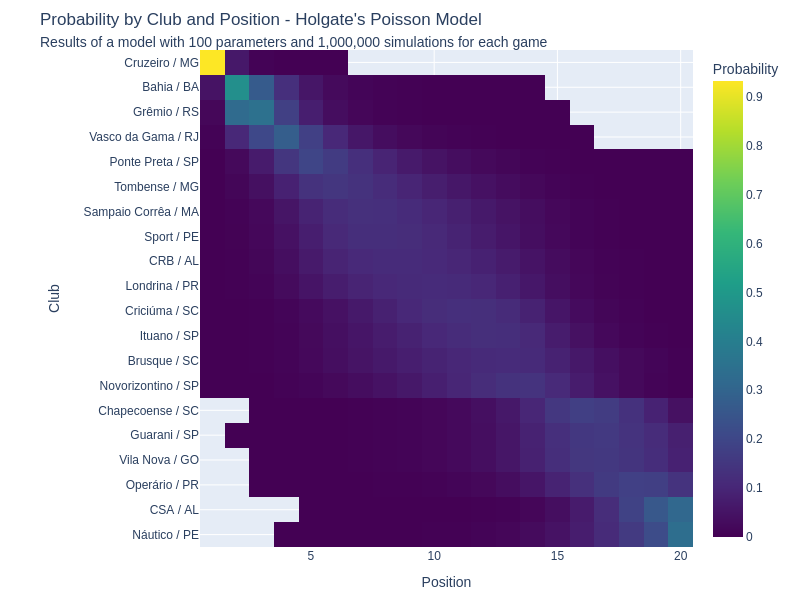 Probability by Club and Position - Holgate's Poisson Model
Results of a model with 100 parameters and 1,000,000 simulations for each game
Probability
Cruzeiro / MG
Bahia / BA
Grêmio / RS
Vasco da Gama / RJ
Ponte Preta / SP
Tombense / MG
Sampaio Corrêa / MA
Sport / PE
CRB / AL
Londrina / PR
Criciúma / SC
Ituano / SP
Brusque / SC
Novorizontino / SP
Chapecoense / SC
Guarani / SP
Vila Nova / GO
Operário / PR
CSA / AL
Náutico / PE
Club
5
10
15
20
Position
0.9
0.8
0.7
0.6
0.5
0.4
0.3
0.2
0.1
0